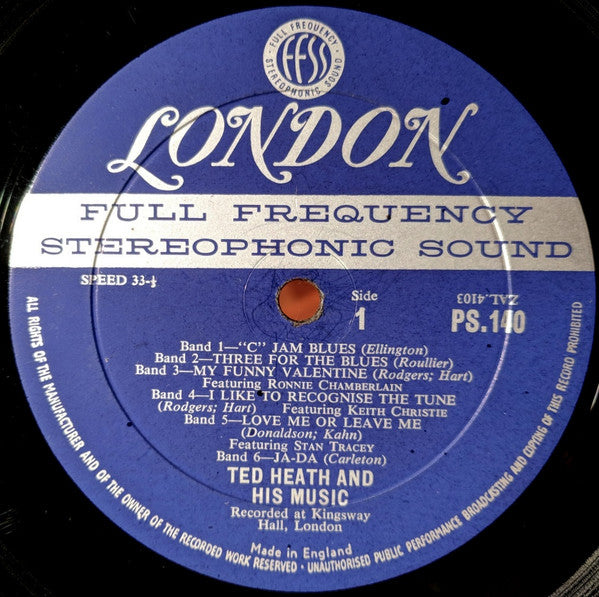 FULL FREQUENCY
FFSS
STEREOPHONIC SOUND
LONDON
FULL FREQUENCY
STEREOPHONIC SOUND
SPEED 33-⅓
Side
1
ZAL.4103
PS.140
Band 1—"C" JAM BLUES (Ellington)
Band 2—THREE FOR THE BLUES (Roullier)
Band 3—MY FUNNY VALENTINE (Rodgers; Hart)
Featuring RONNIE CHAMBERLAIN
Band 4—I LIKE TO RECOGNISE THE TUNE
(Rodgers; Hart) Featuring KEITH CHRISTIE
Band 5—LOVE ME OR LEAVE ME
(Donaldson; Kahn)
Featuring STAN TRACEY
Band 6—JA-DA (Carleton)
TED HEATH AND
HIS MUSIC
Recorded at Kingsway
Hall, London
Made in England
ALL RIGHTS OF THE MANUFACTURER AND OF THE OWNER OF THE RECORDED WORK RESERVED · UNAUTHORISED PUBLIC PERFORMANCE BROADCASTING AND COPYING OF THIS RECORD PROHIBITED